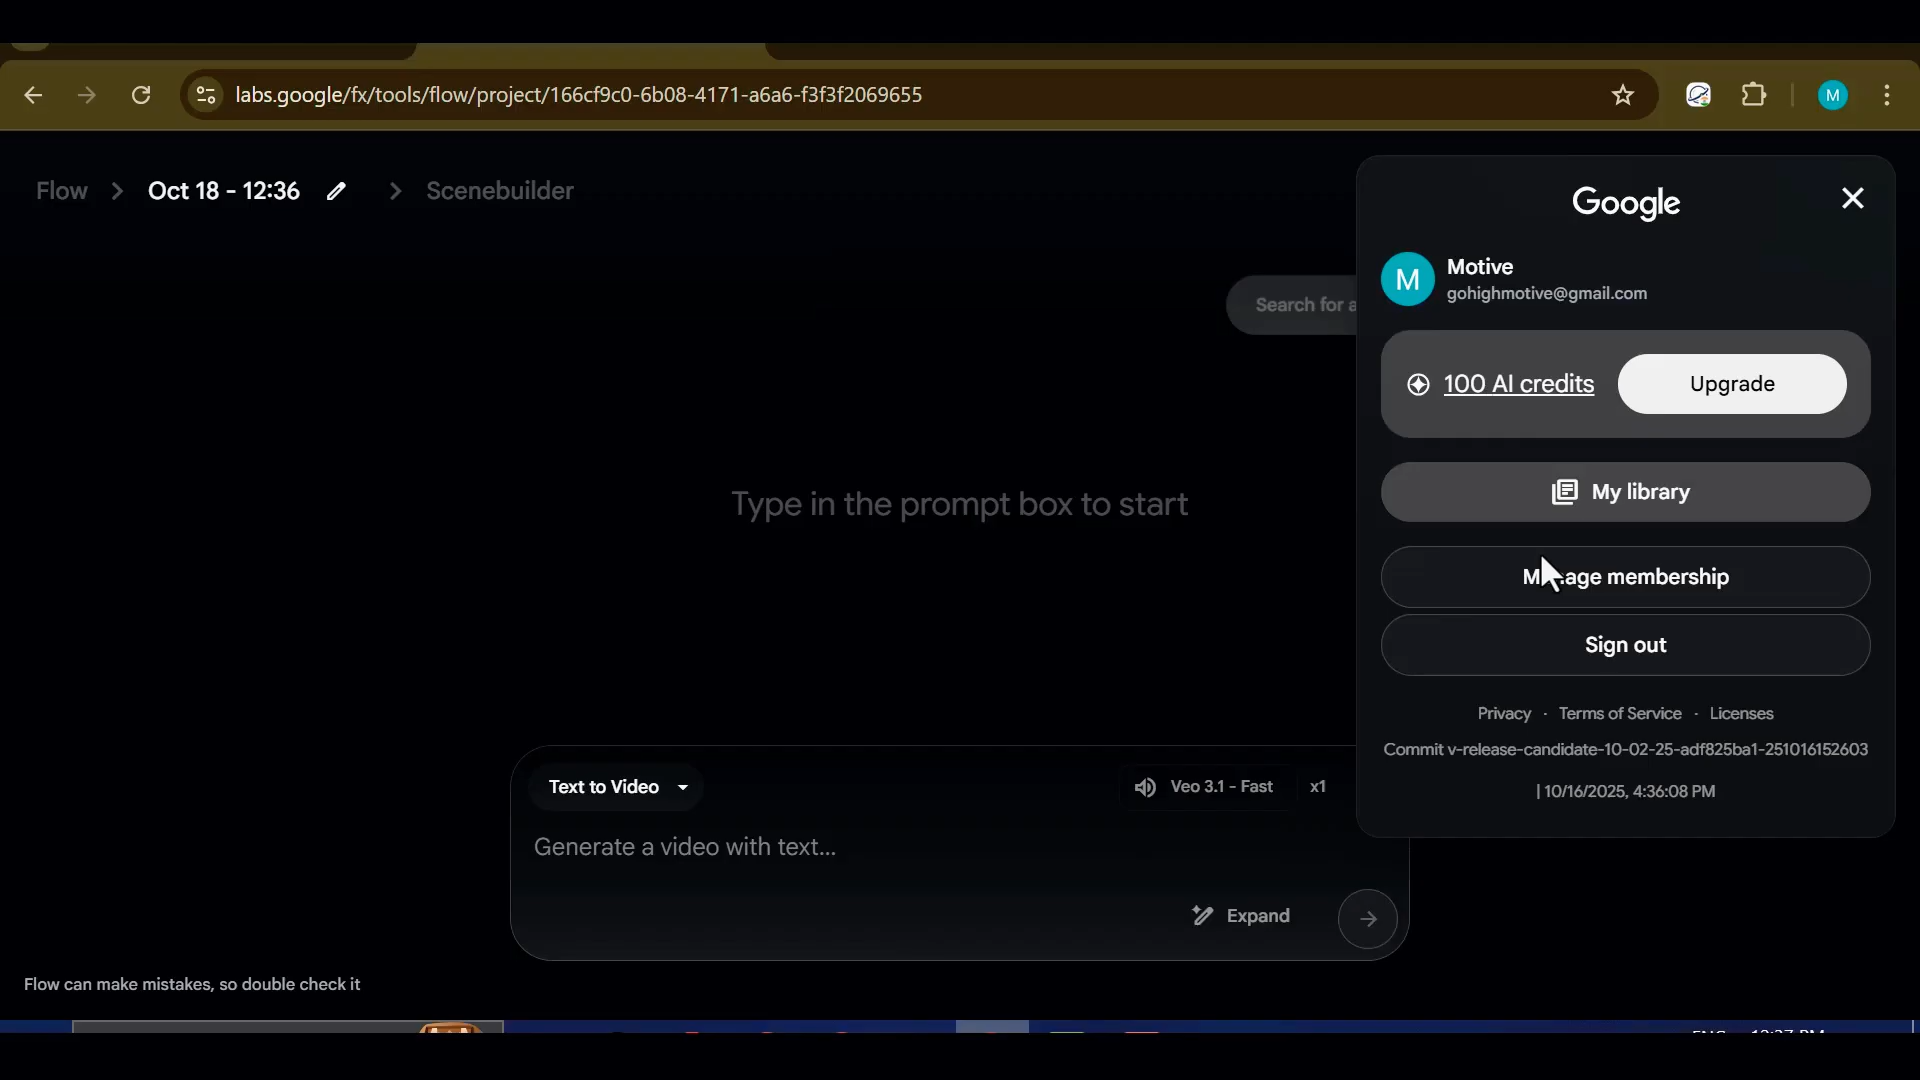 labs.google/fx/tools/flow/project/166cf9c0-6b08-4171-a6a6-f3f3f2069655
M
Flow
Oct 18 - 12:36
Scenebuilder
Google
M
Motive
gohighmotive@gmail.com
Search for a
100 AI credits
Upgrade
My library
Type in the prompt box to start
membership
Sign out
Privacy · Terms of Service · Licenses
Commit v-release-candidate-10-02-25-adf825ba1-251016152603
| 10/16/2025, 4:36:08 PM
Text to Video
Veo 3.1 - Fast
x1
Generate a video with text...
Expand
Flow can make mistakes, so double check it